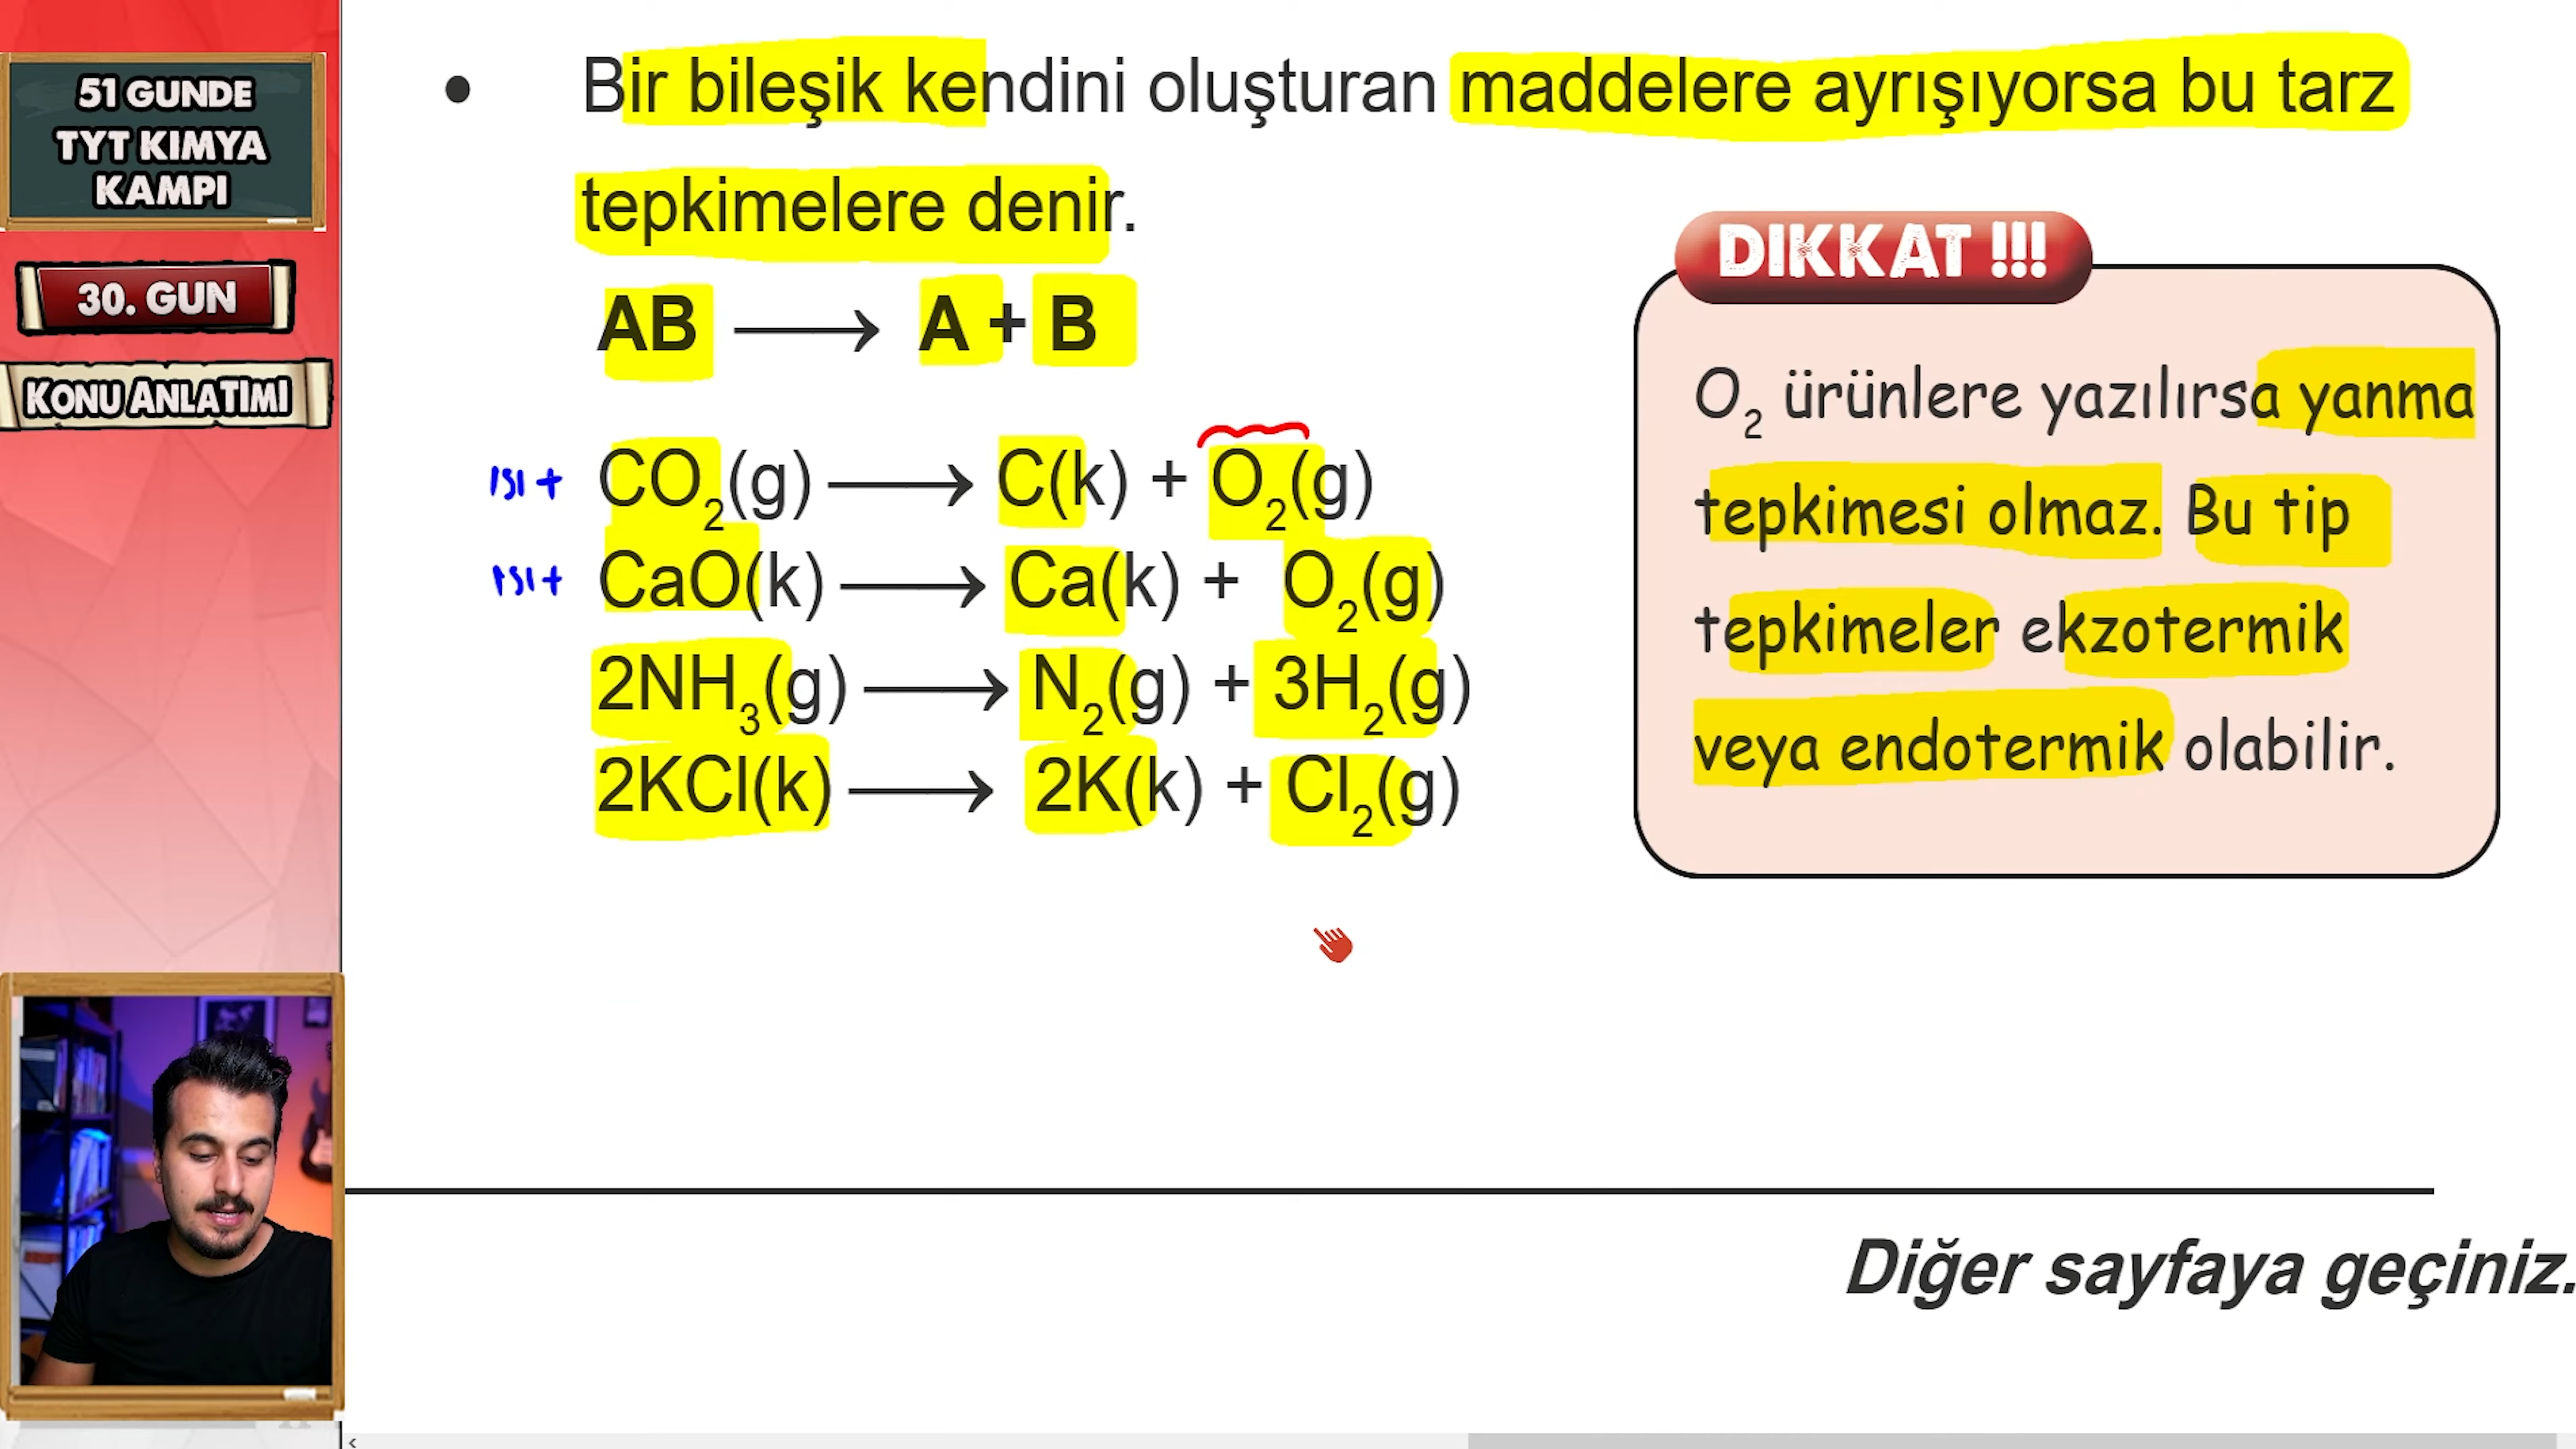 51 GUNDE
TYT KIMYA
KAMPI
30. GUN
KONU ANLATIMI
• Bir bileşik kendini oluşturan maddelere ayrışıyorsa bu tarz
tepkimelere denir.
AB ⟶ A + B
ısı + CO₂(g) ⟶ C(k) + O₂(g)
ısı + CaO(k) ⟶ Ca(k) + O₂(g)
2NH₃(g) ⟶ N₂(g) + 3H₂(g)
2KCl(k) ⟶ 2K(k) + Cl₂(g)
DIKKAT !!!
O₂ ürünlere yazılırsa yanma
tepkimesi olmaz. Bu tip
tepkimeler ekzotermik
veya endotermik olabilir.
Diğer sayfaya geçiniz.